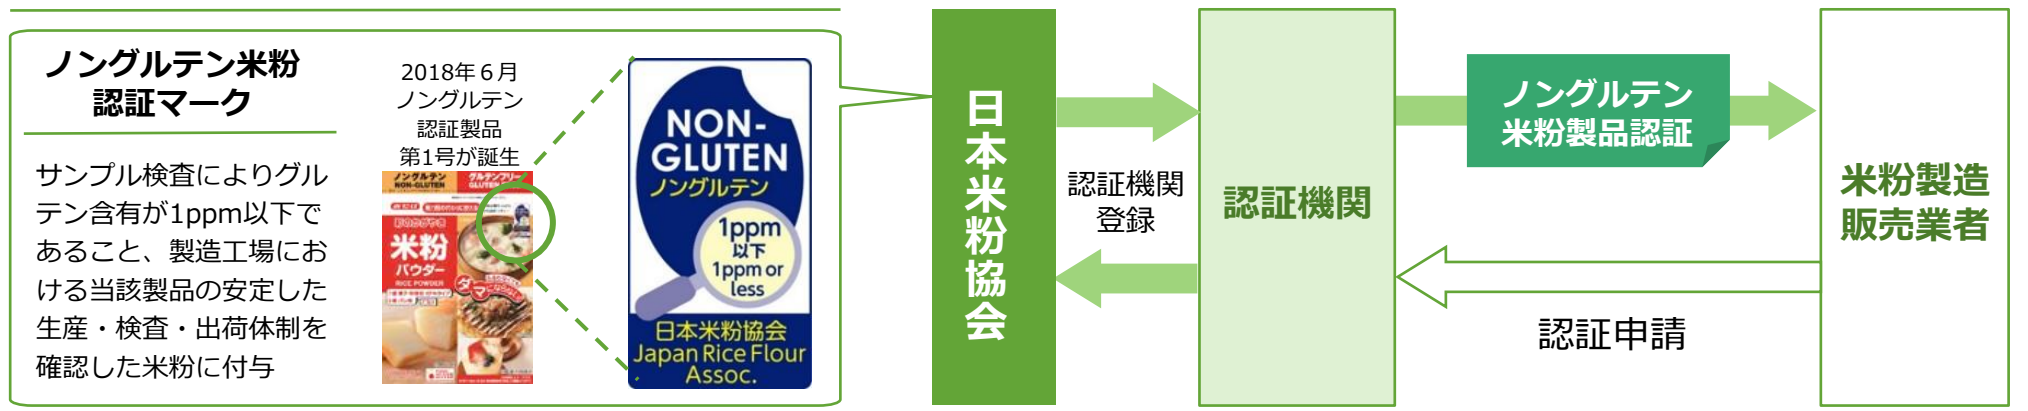 ノングルテン米粉
認証マーク
サンプル検査によりグル
テン含有が1ppm以下で
あること、製造工場にお
ける当該製品の安定した
生産・検査・出荷体制を
確認した米粉に付与
2018年６月
ノングルテン
認証製品
第1号が誕生
ノングルテン
NON-GLUTEN
グルテンフリー
米粉
パウダー
RICE POWDER
NON-
GLUTEN
ノングルテン
1ppm
以下
1ppm or
less
日本米粉協会
Japan Rice Flour
Assoc.
日本米粉協会
認証機関
登録
認証機関
ノングルテン
米粉製品認証
認証申請
米粉製造
販売業者